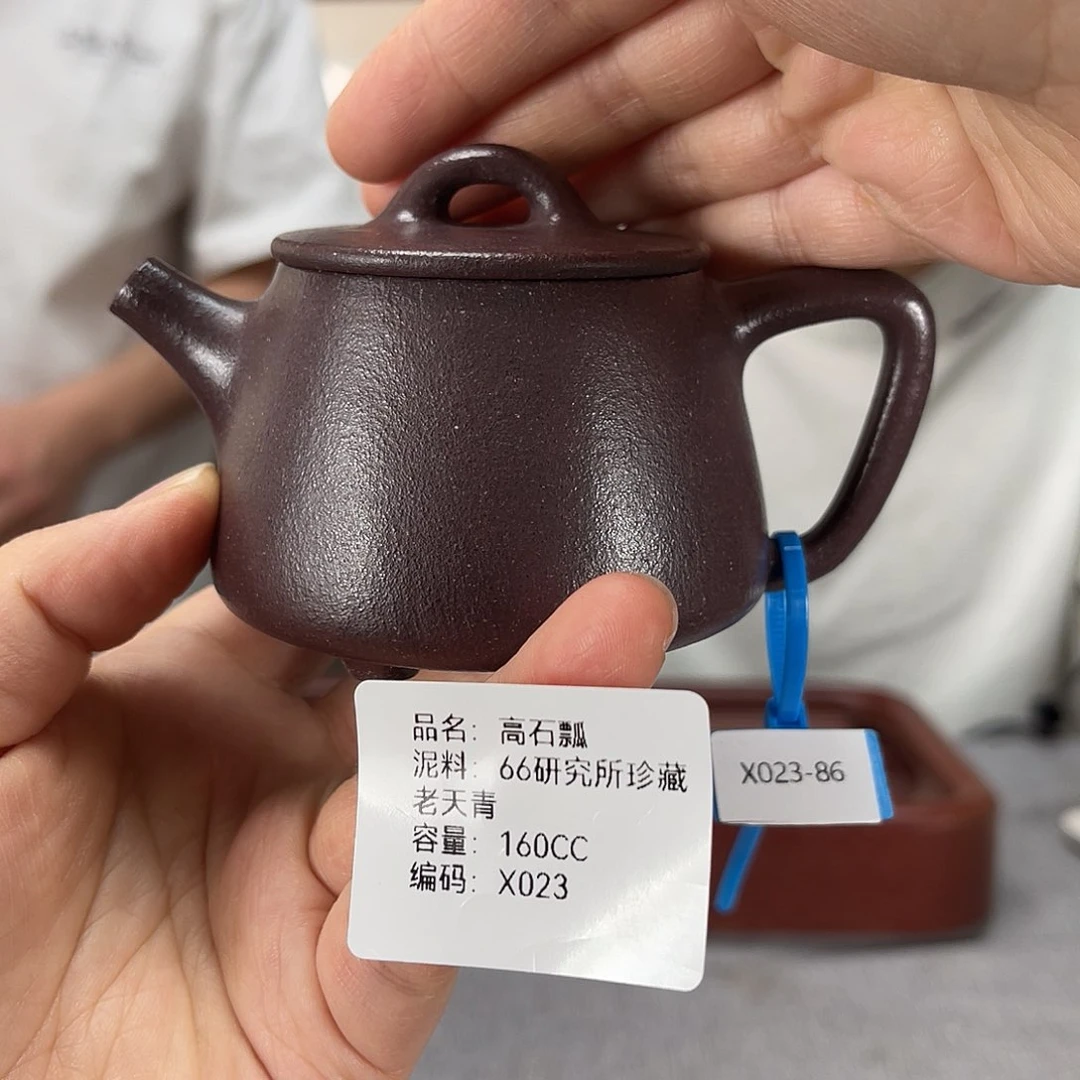 品名: 高石瓢
泥料: 66研究所珍藏
老天青
容量: 160CC
编码: X023
X023-86